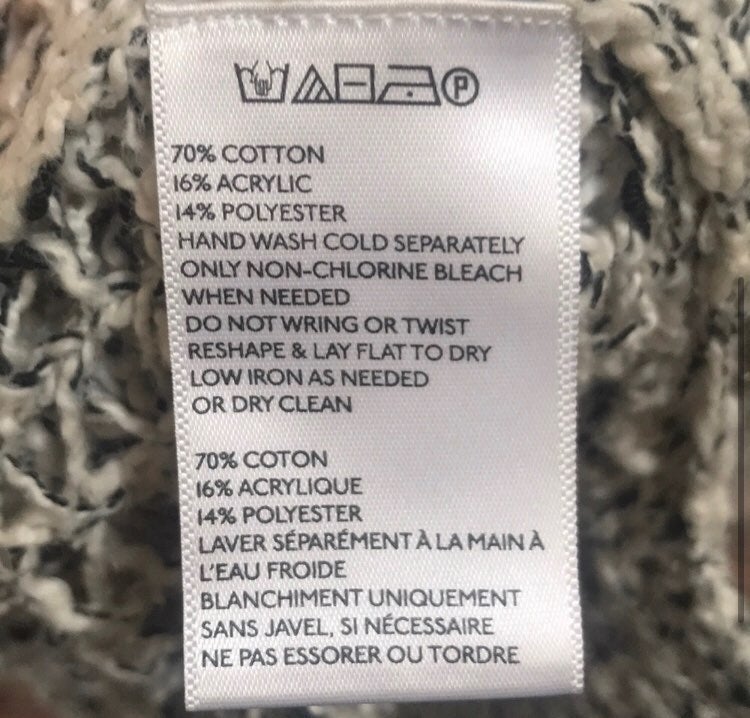 P
70% COTTON
16% ACRYLIC
14% POLYESTER
HAND WASH COLD SEPARATELY
ONLY NON-CHLORINE BLEACH
WHEN NEEDED
DO NOT WRING OR TWIST
RESHAPE & LAY FLAT TO DRY
LOW IRON AS NEEDED
OR DRY CLEAN
70% COTON
16% ACRYLIQUE
14% POLYESTER
LAVER SÉPARÉMENT À LA MAIN À
L'EAU FROIDE
BLANCHIMENT UNIQUEMENT
SANS JAVEL, SI NÉCESSAIRE
NE PAS ESSORER OU TORDRE